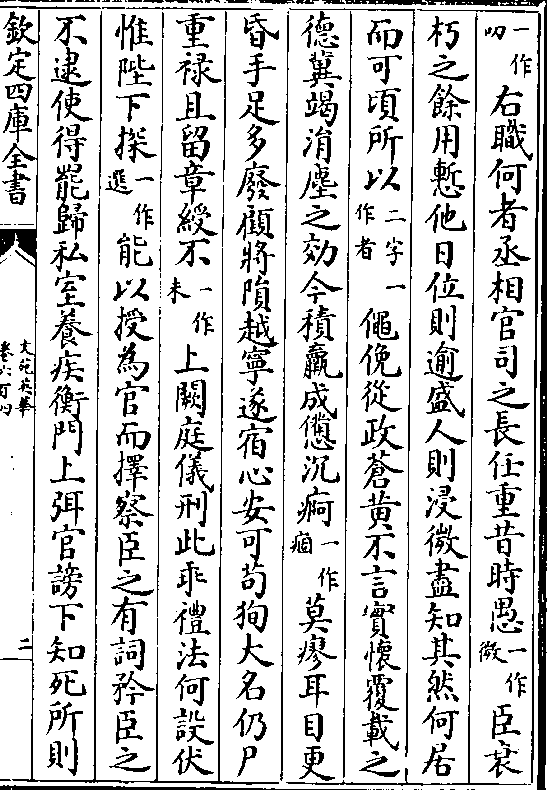 一作叨右職何者丞相官司之長任重昔時愚一作微臣衰
朽之餘用慙他日位則逾盛人則浸微盡知其然何居
而可頃所以二字一作者僶俛從政蒼黄不言實懷覆載之
德冀竭涓塵之効今積羸成憊沉痾一作痼莫瘳耳目更
昏手足多廢顧將隕越寧遂宿心安可苟狥大名仍尸
重禄且留章綬不一作未上闕庭儀刑此乖禮法何設伏
惟陛下揆一作選能以授為官而擇察臣之有詞矜臣之
不逮使得罷歸私室養疾衡門上弭官謗下知死所則
欽定四庫全書
文苑英華
卷六百四
二